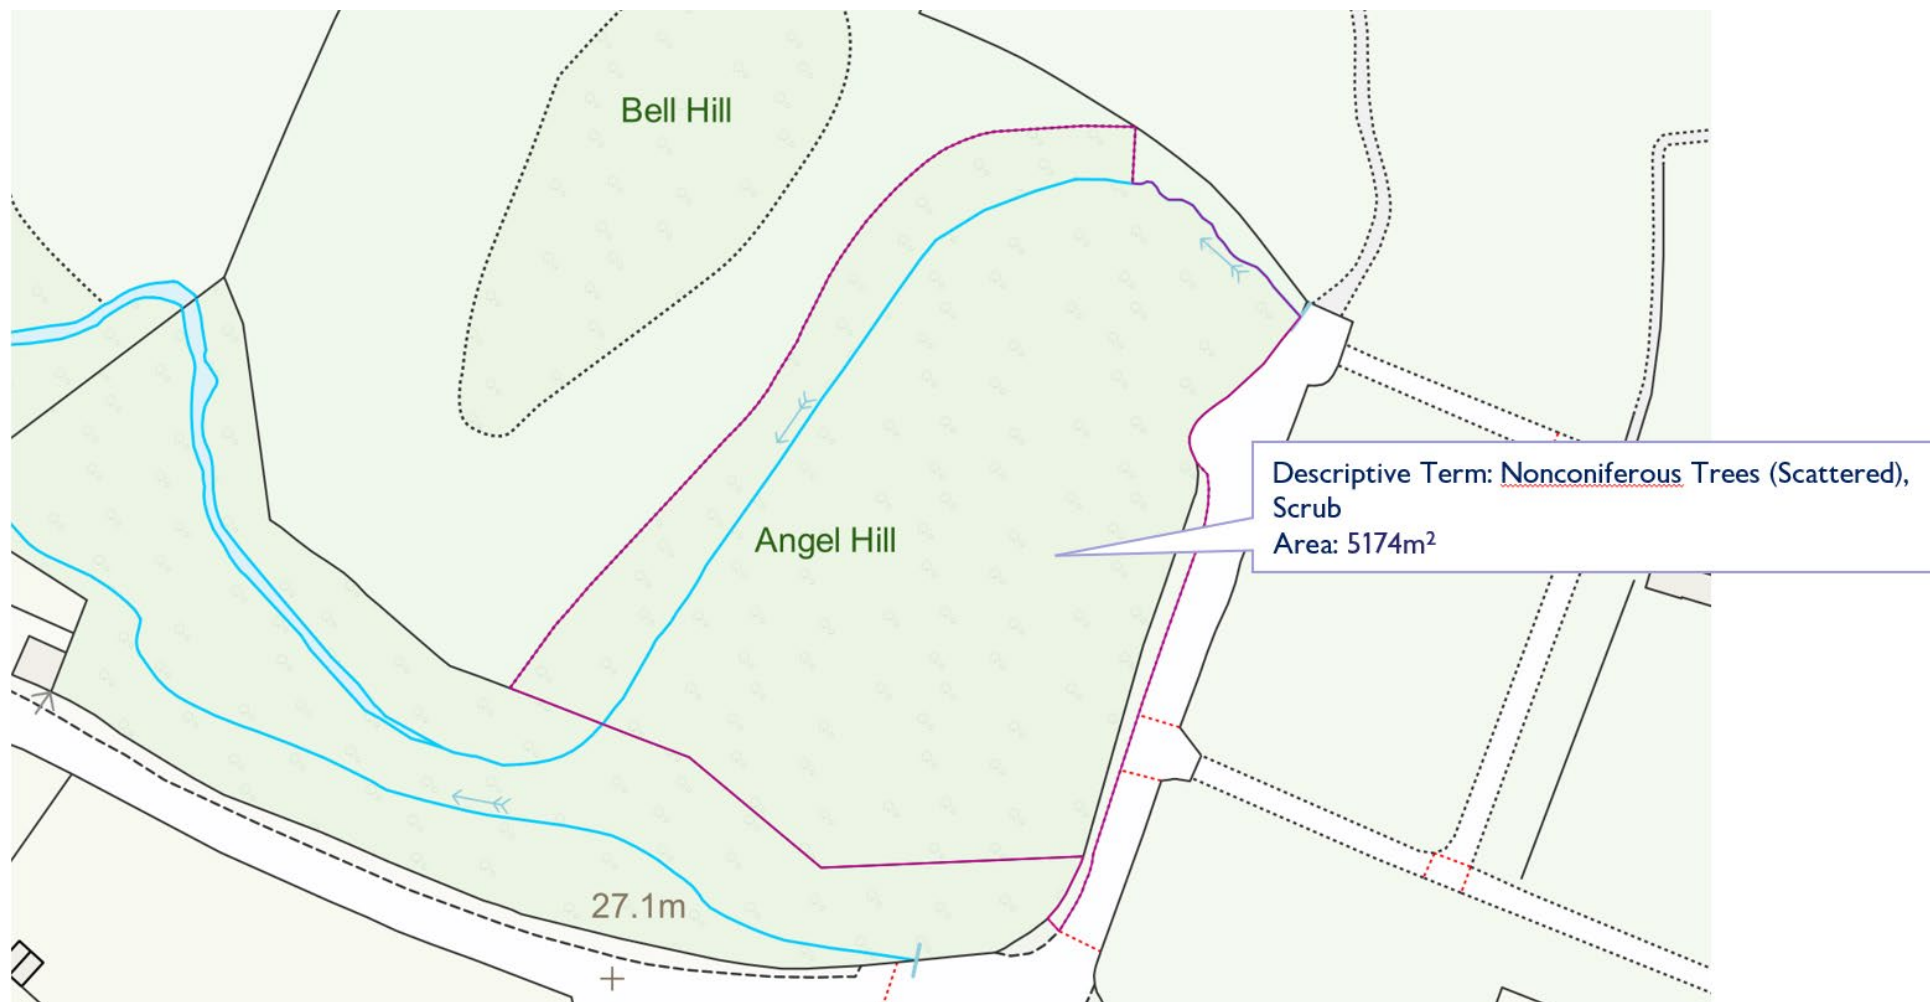 Bell Hill
Descriptive Term: Nonconiferous Trees (Scattered),
Scrub
Area: 5174m²
Angel Hill
27.1m